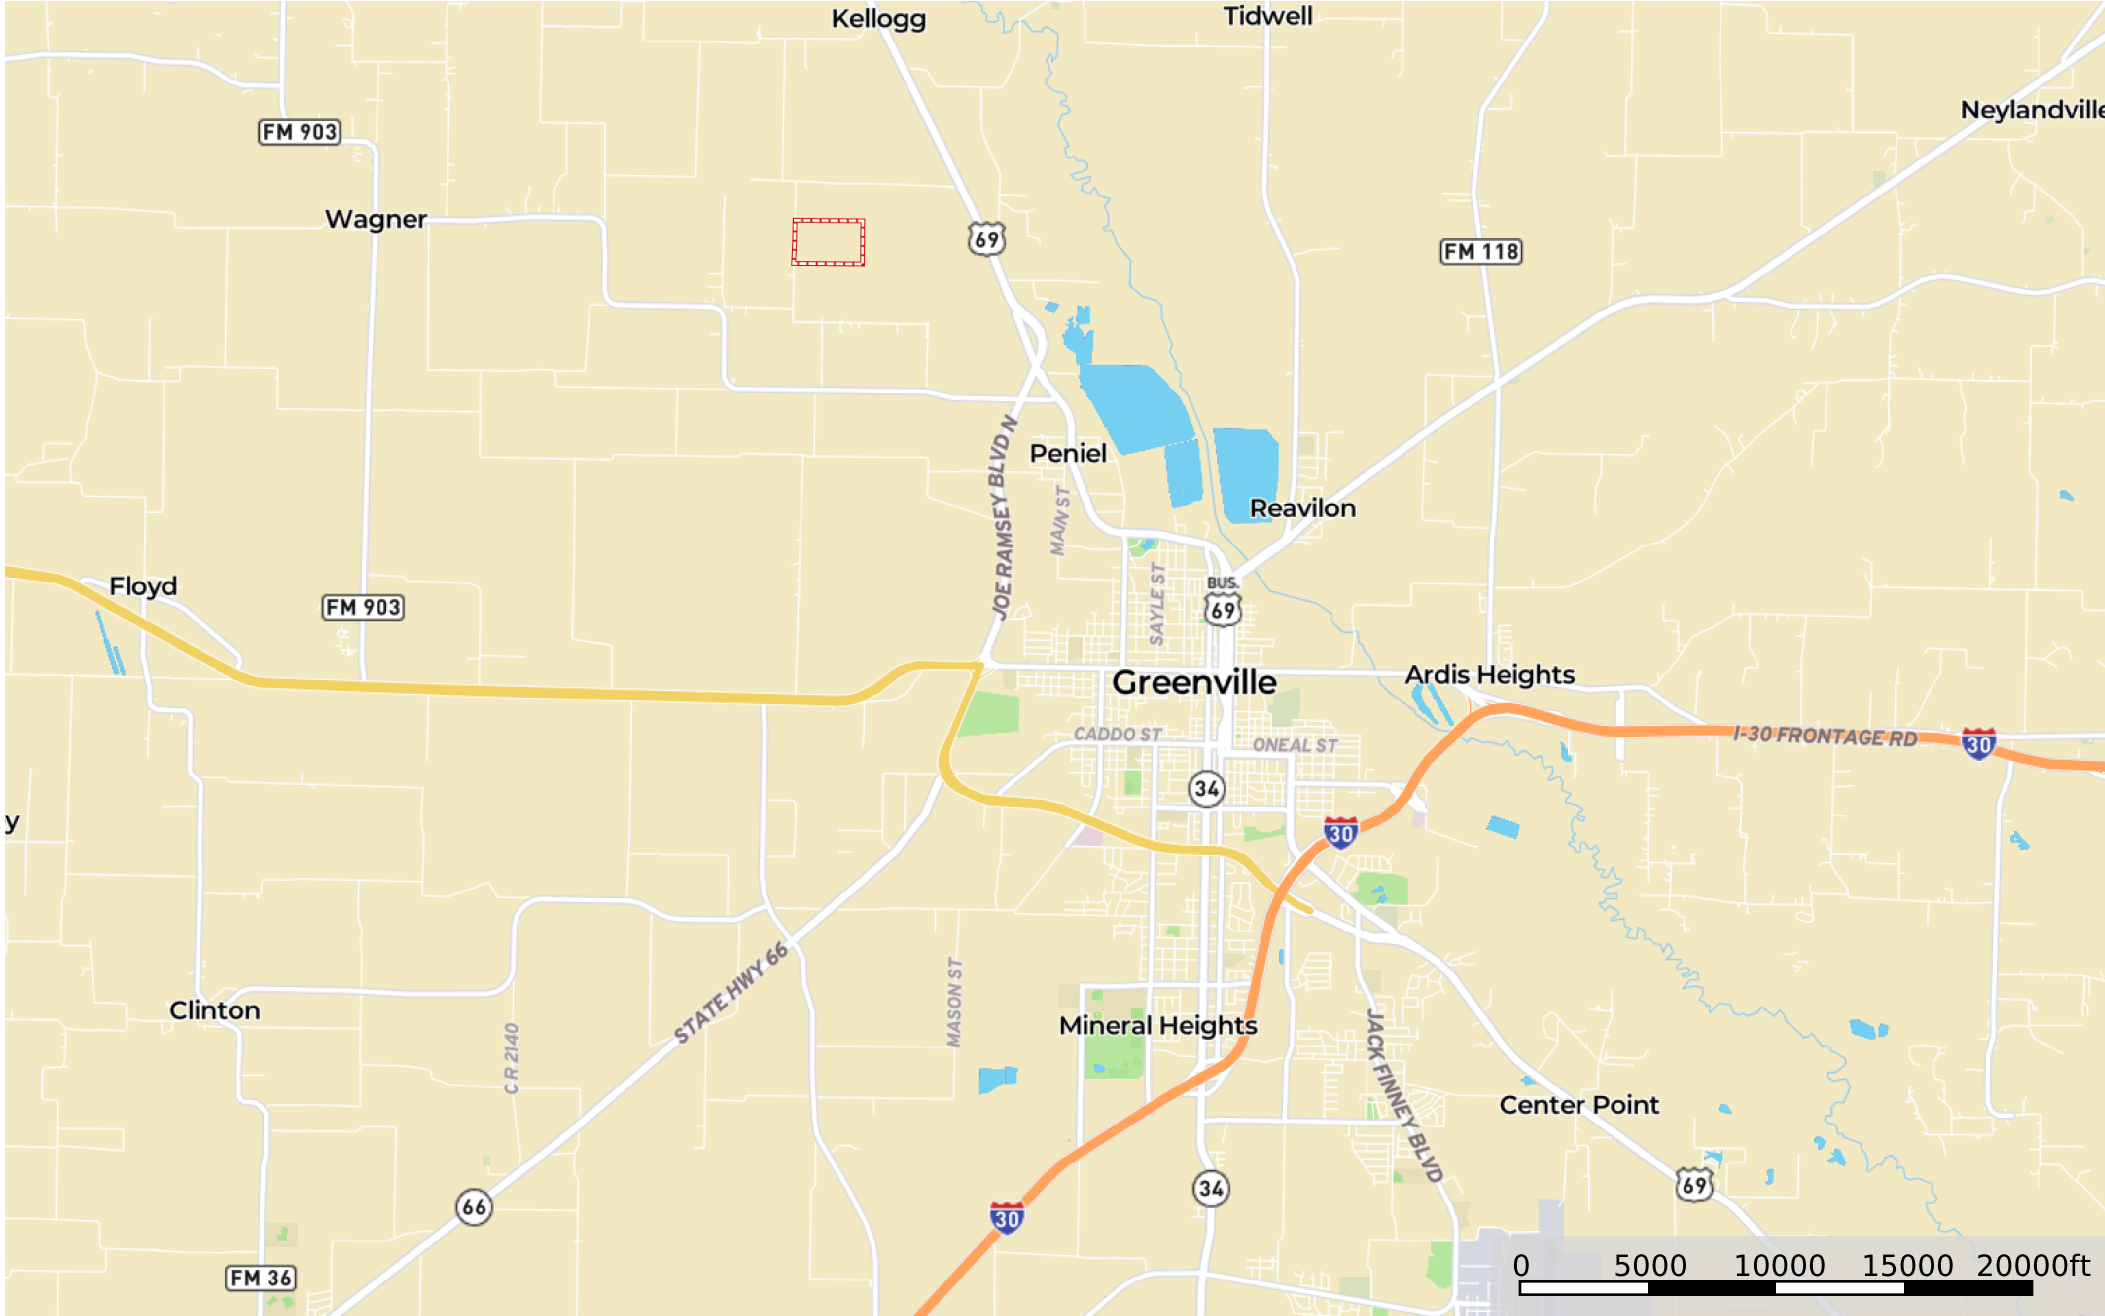 Kellogg
Tidwell
Neylandville
FM 903
Wagner
69
FM 118
JOE RAMSEY BLVD N
Peniel
MAIN ST
Reavilon
SAYLE ST
BUS.
69
Floyd
FM 903
Greenville
Ardis Heights
CADDO ST
ONEAL ST
I-30 FRONTAGE RD
30
34
30
y
STATE HWY 66
MASON ST
Clinton
C R 2140
Mineral Heights
JACK FINNEY BLVD
Center Point
69
66
34
30
FM 36
0 5000 10000 15000 20000ft